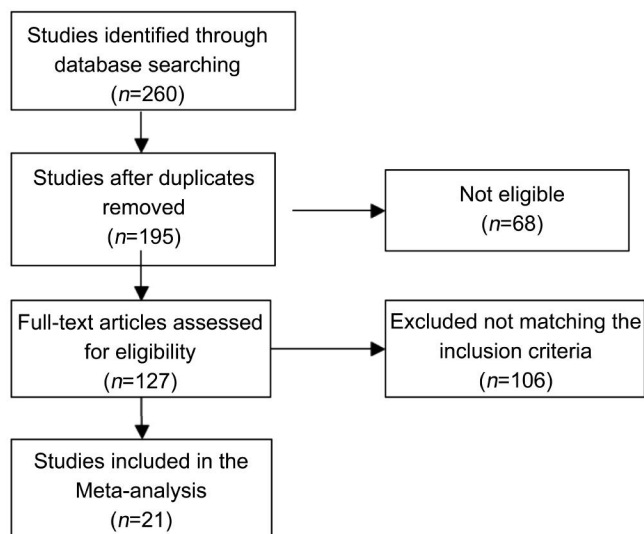 Studies identified through
database searching
(n=260)
Studies after duplicates
removed
(n=195)
Not eligible
(n=68)
Full-text articles assessed
for eligibility
(n=127)
Excluded not matching the
inclusion criteria
(n=106)
Studies included in the
Meta-analysis
(n=21)